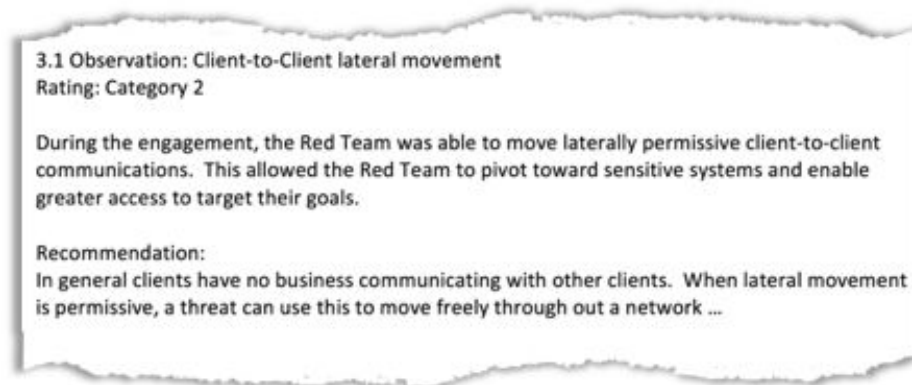 3.1 Observation: Client-to-Client lateral movement
Rating: Category 2
During the engagement, the Red Team was able to move laterally permissive client-to-client
communications.  This allowed the Red Team to pivot toward sensitive systems and enable
greater access to target their goals.
Recommendation:
In general clients have no business communicating with other clients.  When lateral movement
is permissive, a threat can use this to move freely through out a network ...